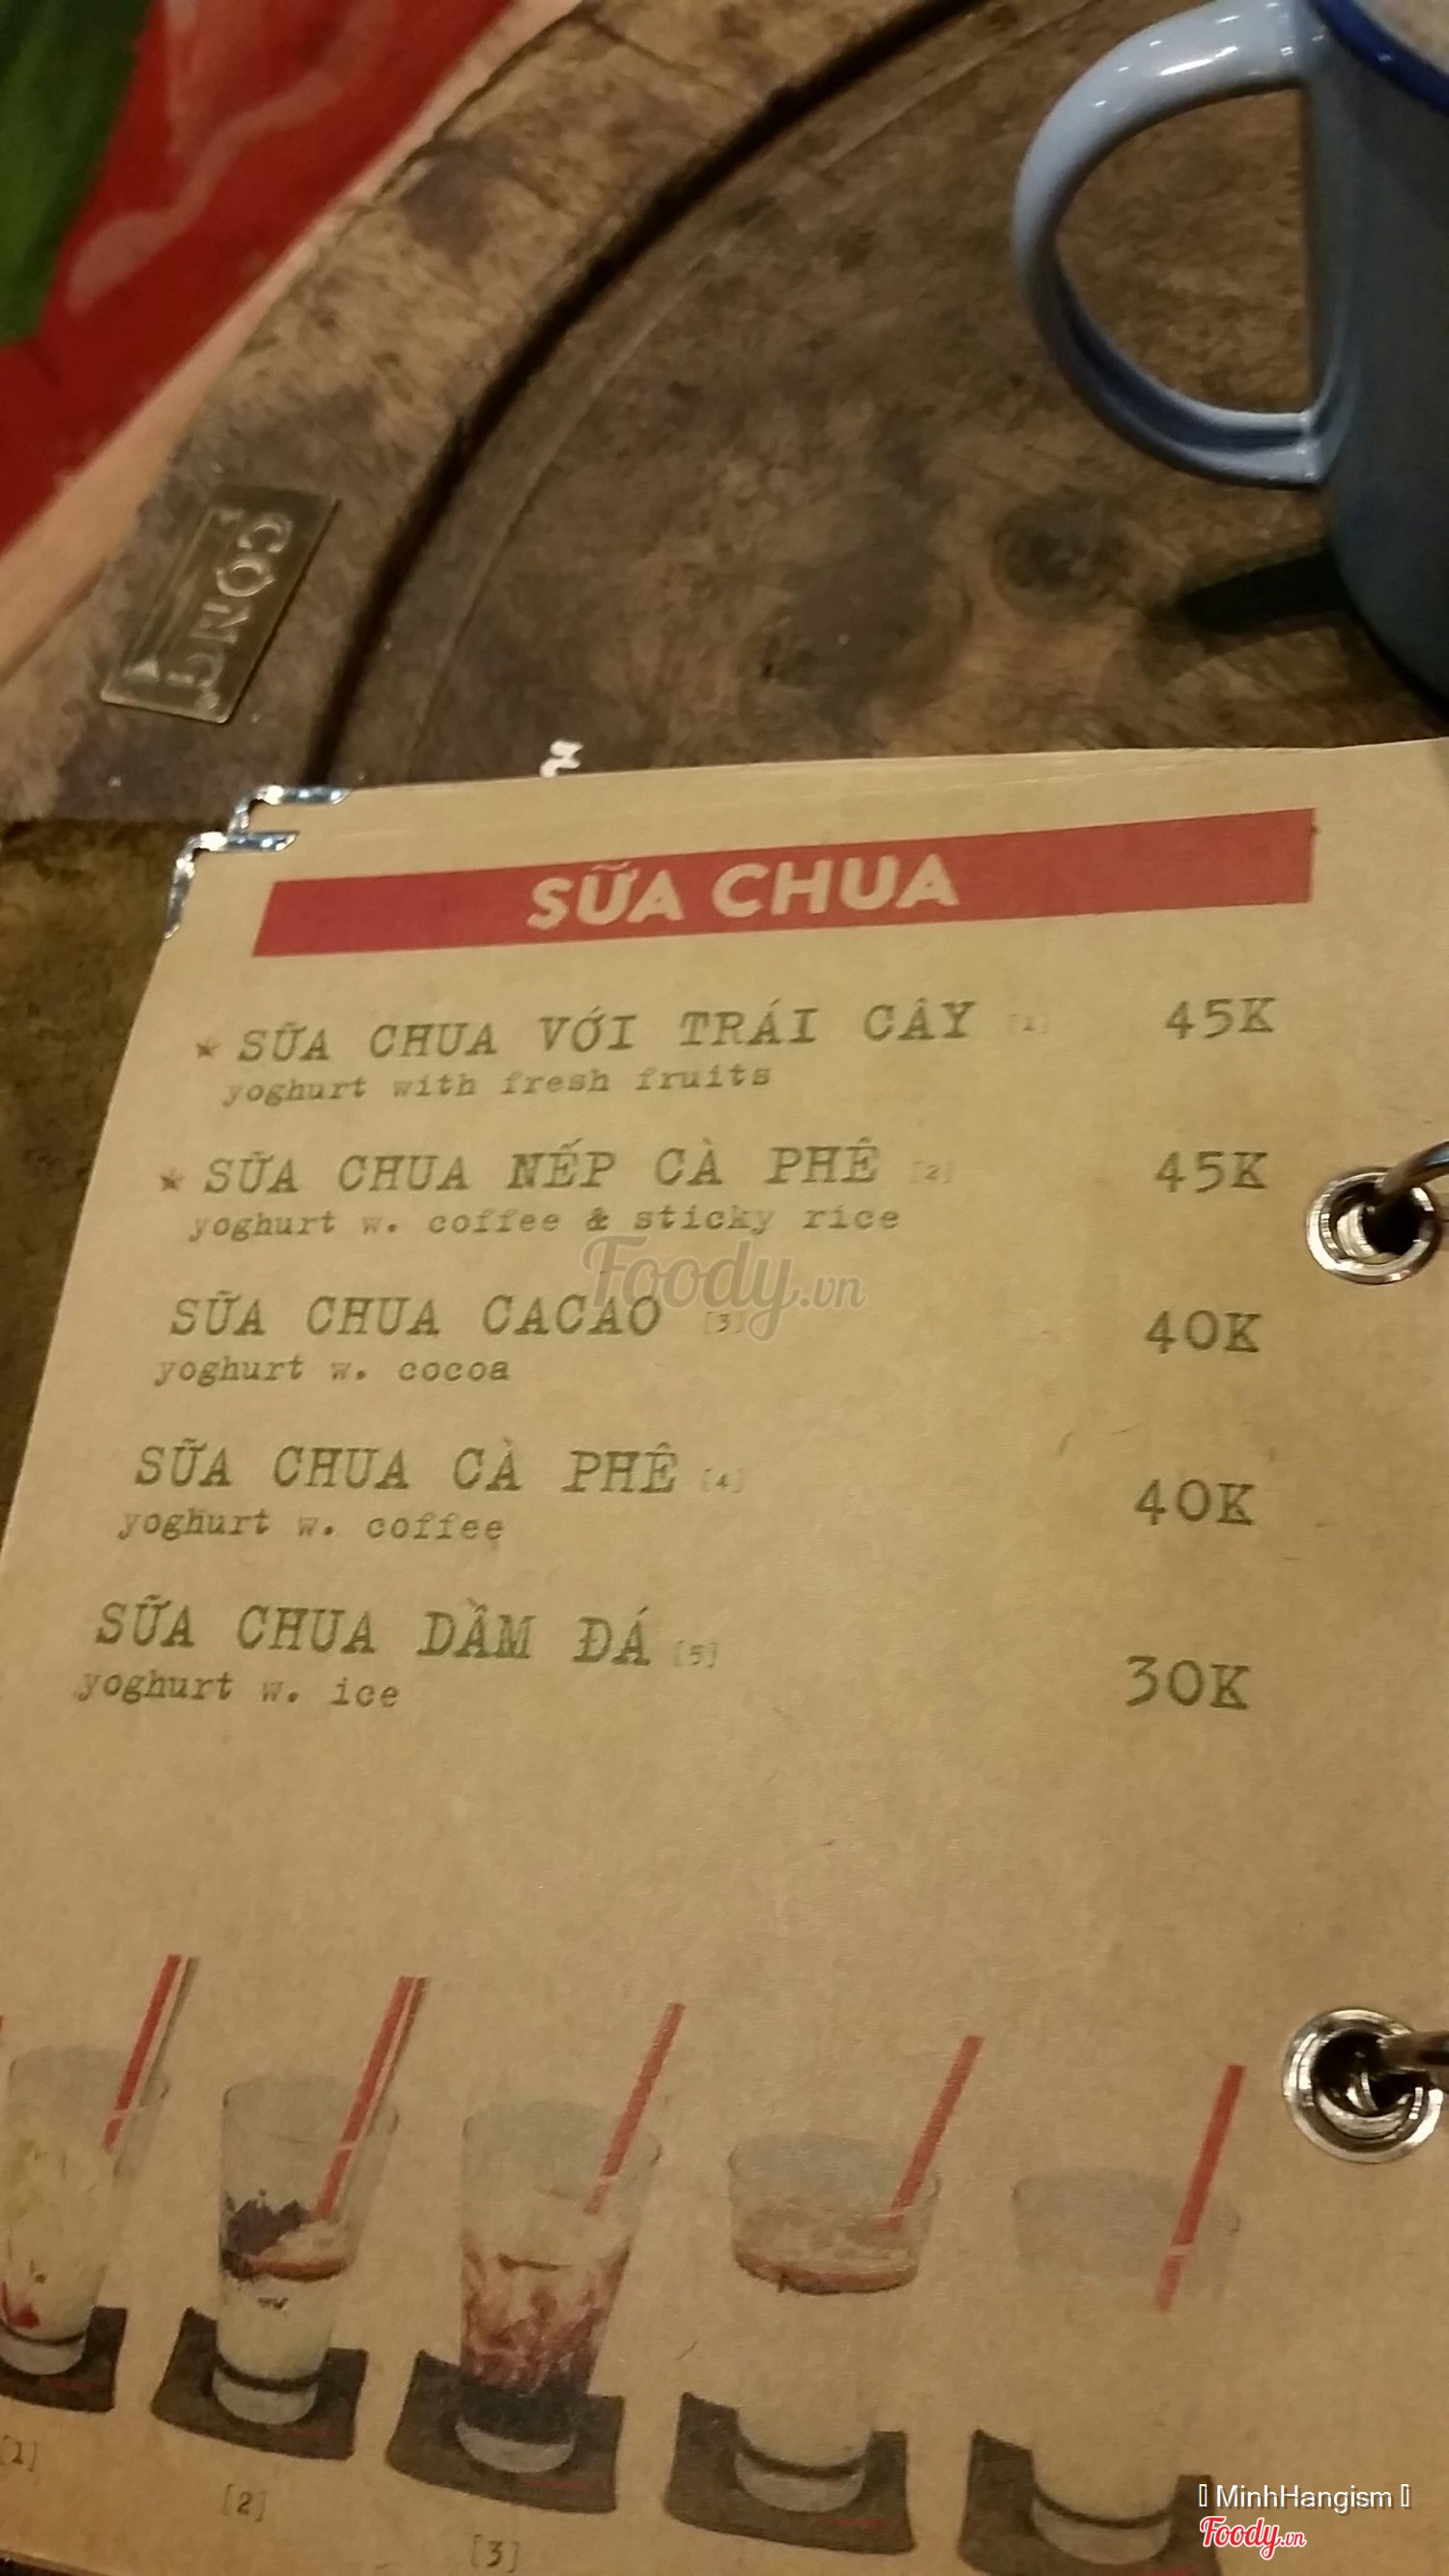 CỘNG
SỮA CHUA
★ SỮA CHUA VỚI TRÁI CÂY [1] 45K
yoghurt with fresh fruits
★ SỮA CHUA NẾP CÀ PHÊ [2] 45K
yoghurt w. coffee & sticky rice
Foody.vn
SỮA CHUA CACAO [3] 40K
yoghurt w. cocoa
SỮA CHUA CÀ PHÊ [4] 40K
yoghurt w. coffee
SỮA CHUA DẦM ĐÁ [5] 30K
yoghurt w. ice
[1]
[2]
[3]
MinhHangism
Foody.vn